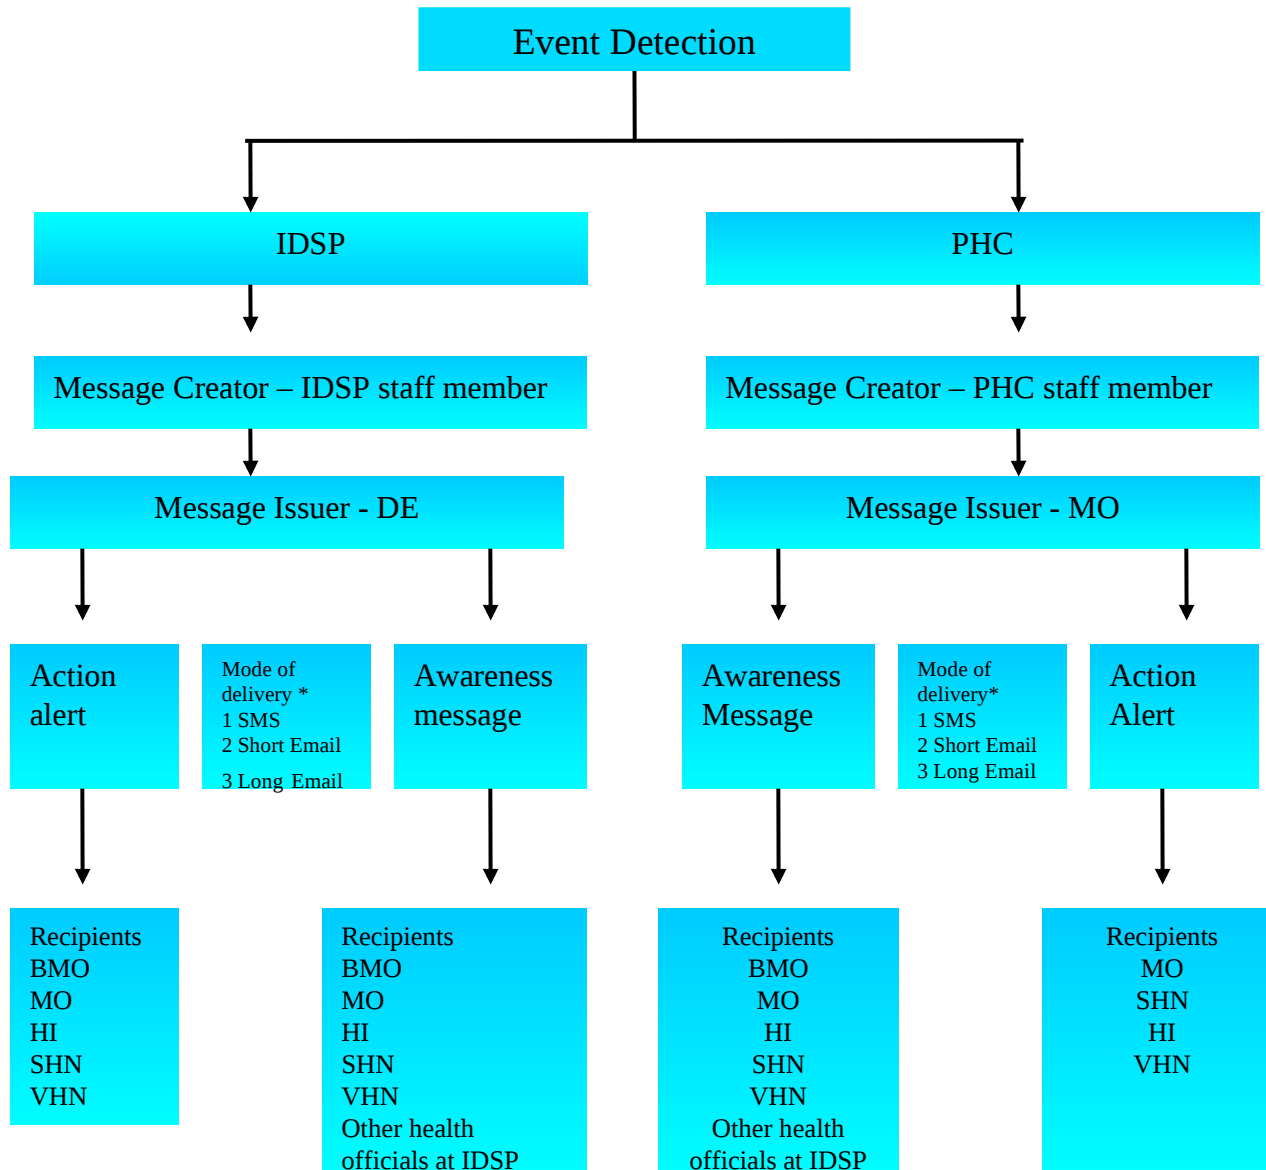 Event Detection
IDSP
PHC
Message Creator – IDSP staff member
Message Creator – PHC staff member
Message Issuer - DE
Message Issuer - MO
Action
alert
Mode of
delivery *
1 SMS
2 Short Email
3 Long Email
Awareness
message
Awareness
Message
Mode of
delivery*
1 SMS
2 Short Email
3 Long Email
Action
Alert
Recipients
BMO
MO
HI
SHN
VHN
Recipients
BMO
MO
HI
SHN
VHN
Other health
officials at IDSP
Recipients
BMO
MO
HI
SHN
VHN
Other health
officials at IDSP
Recipients
MO
SHN
HI
VHN